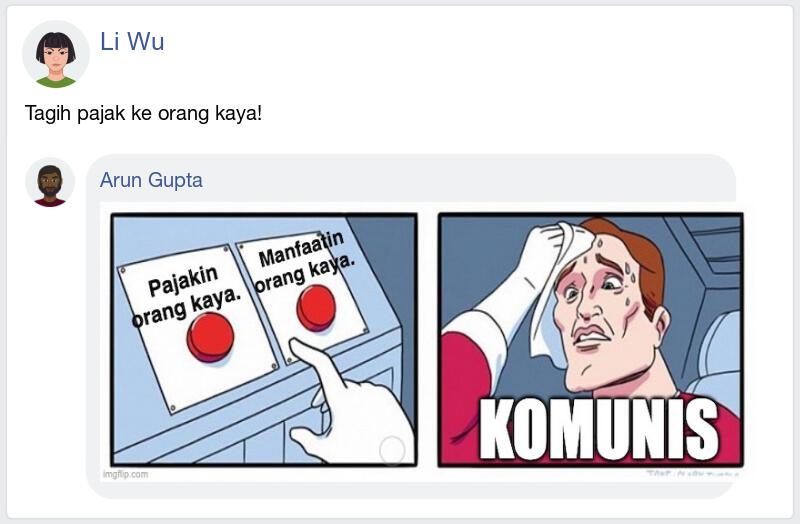 Li Wu
Tagih pajak ke orang kaya!
Arun Gupta
Pajakin
orang kaya.
Manfaatin
orang kaya.
KOMUNIS
imgflip.com